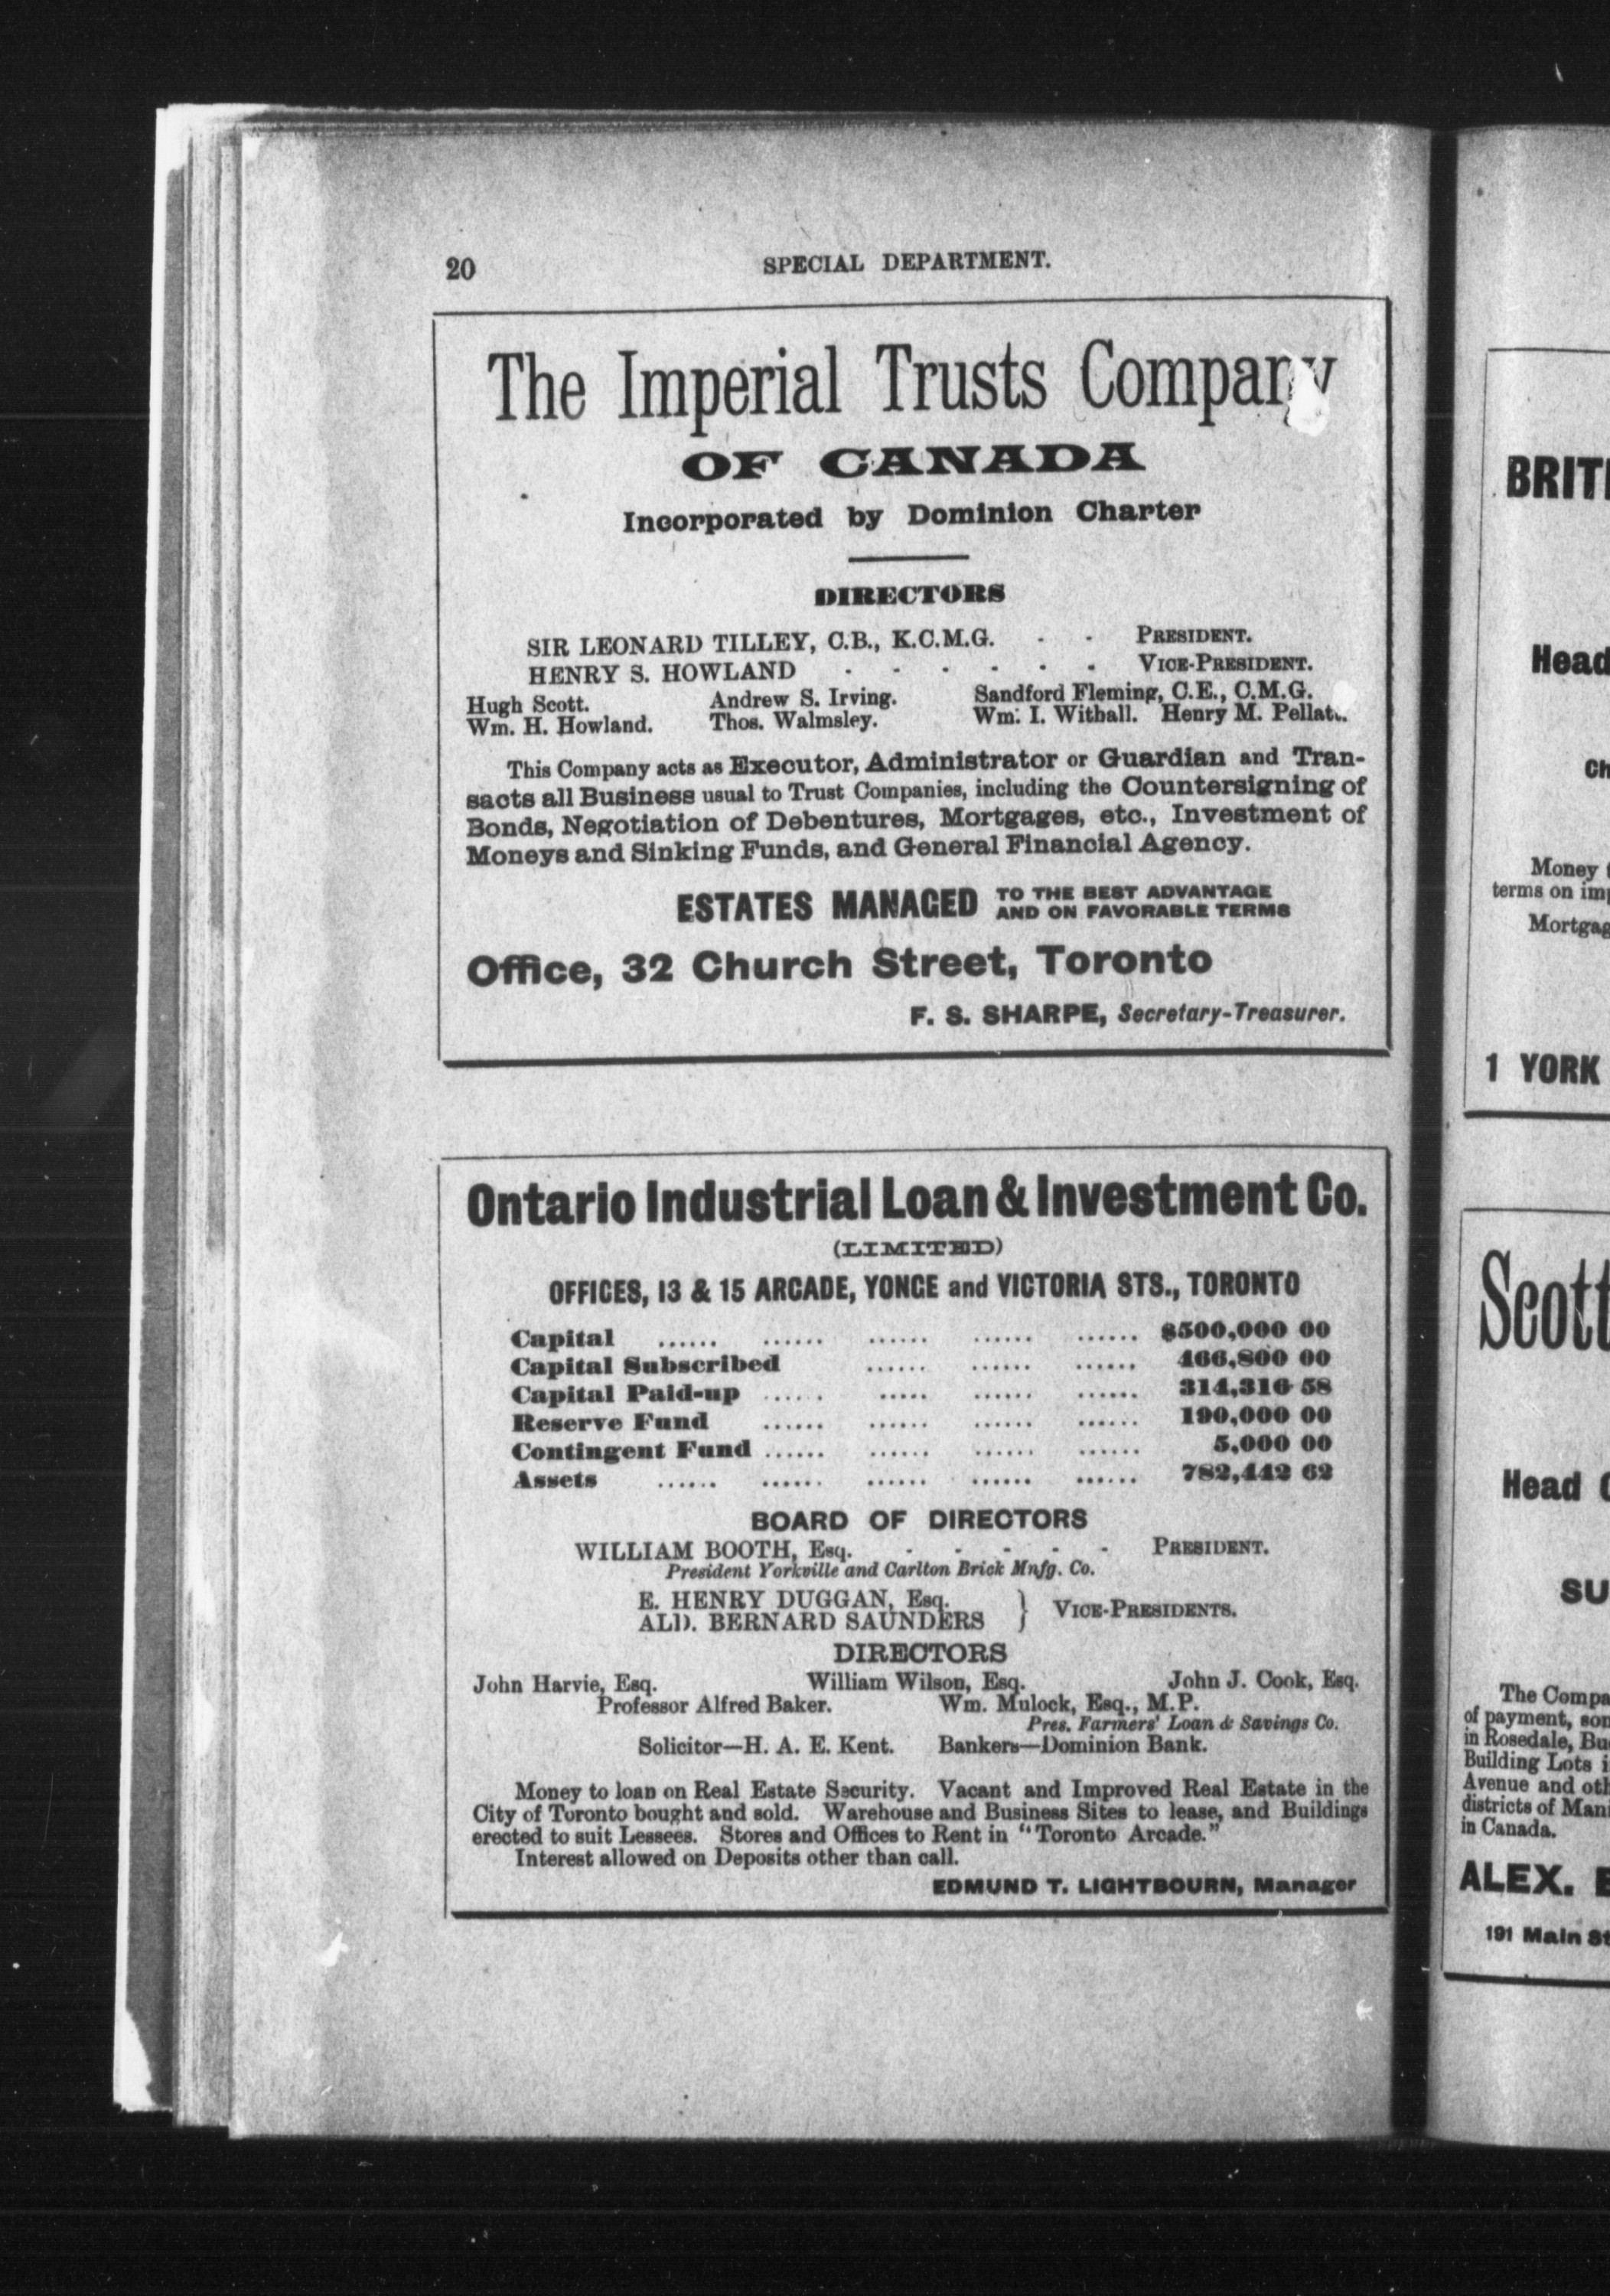 20 SPECIAL DEPARTMENT.
The Imperial Trusts Company
OF CANADA
Incorporated by Dominion Charter
DIRECTORS
SIR LEONARD TILLEY, C.B., K.C.M.G. - - PRESIDENT.
HENRY S. HOWLAND - - - - - - VICE-PRESIDENT.
Hugh Scott. Andrew S. Irving. Sandford Fleming, C.E., C.M.G.
Wm. H. Howland. Thos. Walmsley. Wm. I. Withall. Henry M. Pellatt.
This Company acts as Executor, Administrator or Guardian and Tran-
sacts all Business usual to Trust Companies, including the Countersigning of
Bonds, Negotiation of Debentures, Mortgages, etc., Investment of
Moneys and Sinking Funds, and General Financial Agency.
ESTATES MANAGED TO THE BEST ADVANTAGE
AND ON FAVORABLE TERMS
Office, 32 Church Street, Toronto
F. S. SHARPE, Secretary-Treasurer.
Ontario Industrial Loan & Investment Co.
(LIMITED)
OFFICES, 13 & 15 ARCADE, YONGE and VICTORIA STS., TORONTO
Capital ...... ...... ...... ...... ...... $500,000 00
Capital Subscribed ...... ...... ...... 466,800 00
Capital Paid-up ...... ..... ...... ...... 314,316 58
Reserve Fund ...... ...... ...... ...... 190,000 00
Contingent Fund ...... ...... ...... ...... 5,000 00
Assets ...... ...... ...... ...... ...... 782,442 62
BOARD OF DIRECTORS
WILLIAM BOOTH, Esq. - - - - - PRESIDENT.
President Yorkville and Carlton Brick Mnfg. Co.
E. HENRY DUGGAN, Esq.
ALD. BERNARD SAUNDERS } VICE-PRESIDENTS.
DIRECTORS
John Harvie, Esq. William Wilson, Esq. John J. Cook, Esq.
Professor Alfred Baker. Wm. Mulock, Esq., M.P.
Pres. Farmers' Loan & Savings Co.
Solicitor—H. A. E. Kent. Bankers—Dominion Bank.
Money to loan on Real Estate Security. Vacant and Improved Real Estate in the
City of Toronto bought and sold. Warehouse and Business Sites to lease, and Buildings
erected to suit Lessees. Stores and Offices to Rent in "Toronto Arcade."
Interest allowed on Deposits other than call.
EDMUND T. LIGHTBOURN, Manager
Head
Money
terms on
1 YORK
Head
The
of payment,
in Rosedale,
Building Lots
Avenue and
districts of
in Canada.
ALEX.
191 Main